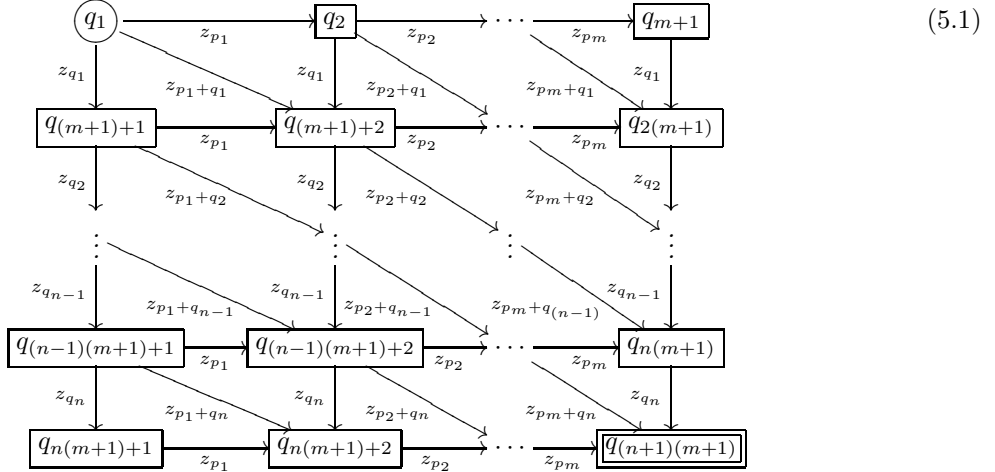 q_1 z_{p_1} q_2 z_{p_2} ··· z_{p_m} q_{m+1} (5.1)
z_{q_1} z_{p_1+q_1} z_{q_1} z_{p_2+q_1} z_{p_m+q_1} z_{q_1}
q_{(m+1)+1} z_{p_1} q_{(m+1)+2} z_{p_2} ··· z_{p_m} q_{2(m+1)}
z_{q_2} z_{p_1+q_2} z_{q_2} z_{p_2+q_2} z_{p_m+q_2} z_{q_2}
⋮ ⋮ ⋮ ⋮
z_{q_{n-1}} z_{p_1+q_{n-1}} z_{q_{n-1}} z_{p_2+q_{n-1}} z_{p_m+q_{(n-1)}} z_{q_{n-1}}
q_{(n-1)(m+1)+1} z_{p_1} q_{(n-1)(m+1)+2} z_{p_2} ··· z_{p_m} q_{n(m+1)}
z_{q_n} z_{p_1+q_n} z_{q_n} z_{p_2+q_n} z_{p_m+q_n} z_{q_n}
q_{n(m+1)+1} z_{p_1} q_{n(m+1)+2} z_{p_2} ··· z_{p_m} q_{(n+1)(m+1)}